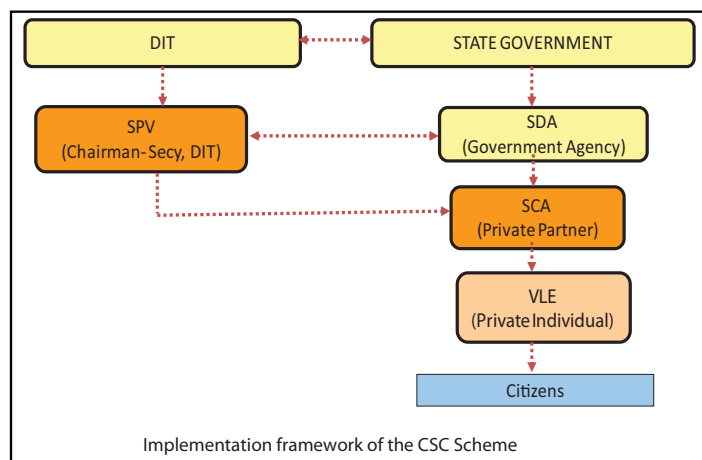 DIT
STATE GOVERNMENT
SPV
(Chairman- Secy, DIT)
SDA
(Government Agency)
SCA
(Private Partner)
VLE
(Private Individual)
Citizens
Implementation framework of the CSC Scheme